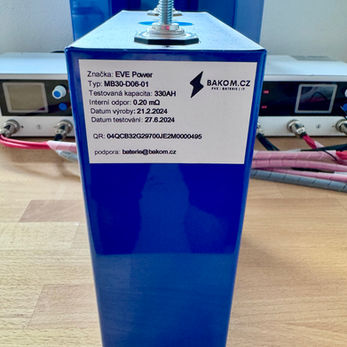 Značka: EVE Power
Typ: MB30-D06-01
Testovaná kapacita: 330AH
Interní odpor: 0.20 mΩ
Datum výroby: 21.2.2024
Datum testování: 27.6.2024
QR: 04QCB32G29700JE2M0000495
podpora: baterie@bakom.cz
BAKOM.CZ
FVE - BATERIE - IT